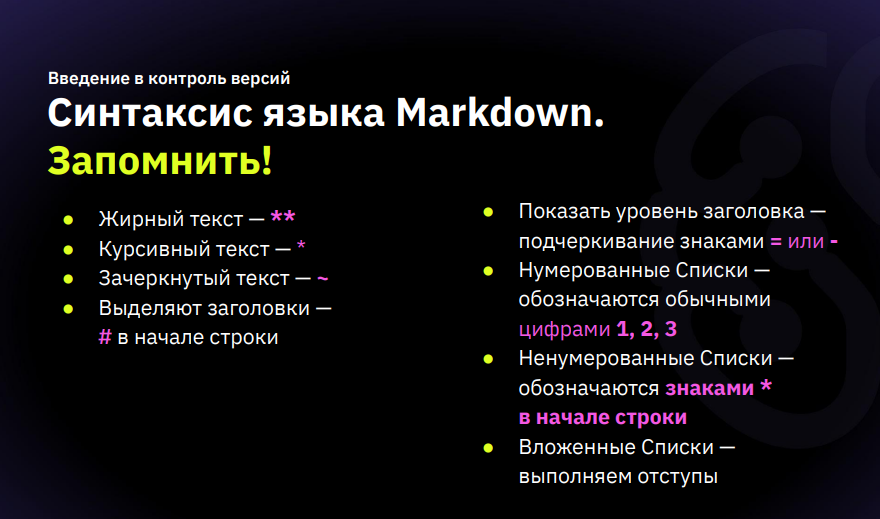 Введение в контроль версий
Синтаксис языка Markdown.
Запомнить!
● Жирный текст — **
● Курсивный текст — *
● Зачеркнутый текст — ~
● Выделяют заголовки —
# в начале строки
● Показать уровень заголовка —
подчеркивание знаками = или -
● Нумерованные Списки —
обозначаются обычными
цифрами 1, 2, 3
● Ненумерованные Списки —
обозначаются знаками *
в начале строки
● Вложенные Списки —
выполняем отступы